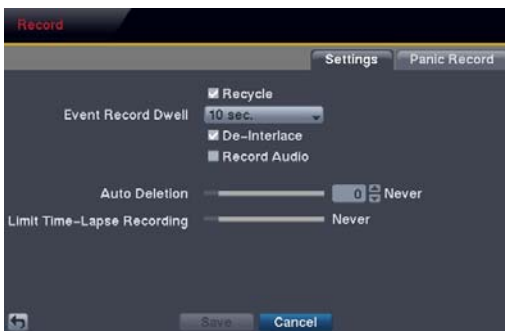 Record
Settings Panic Record
Recycle
Event Record Dwell 10 sec.
De-Interlace
Record Audio
Auto Deletion 0 Never
Limit Time-Lapse Recording Never
Save Cancel